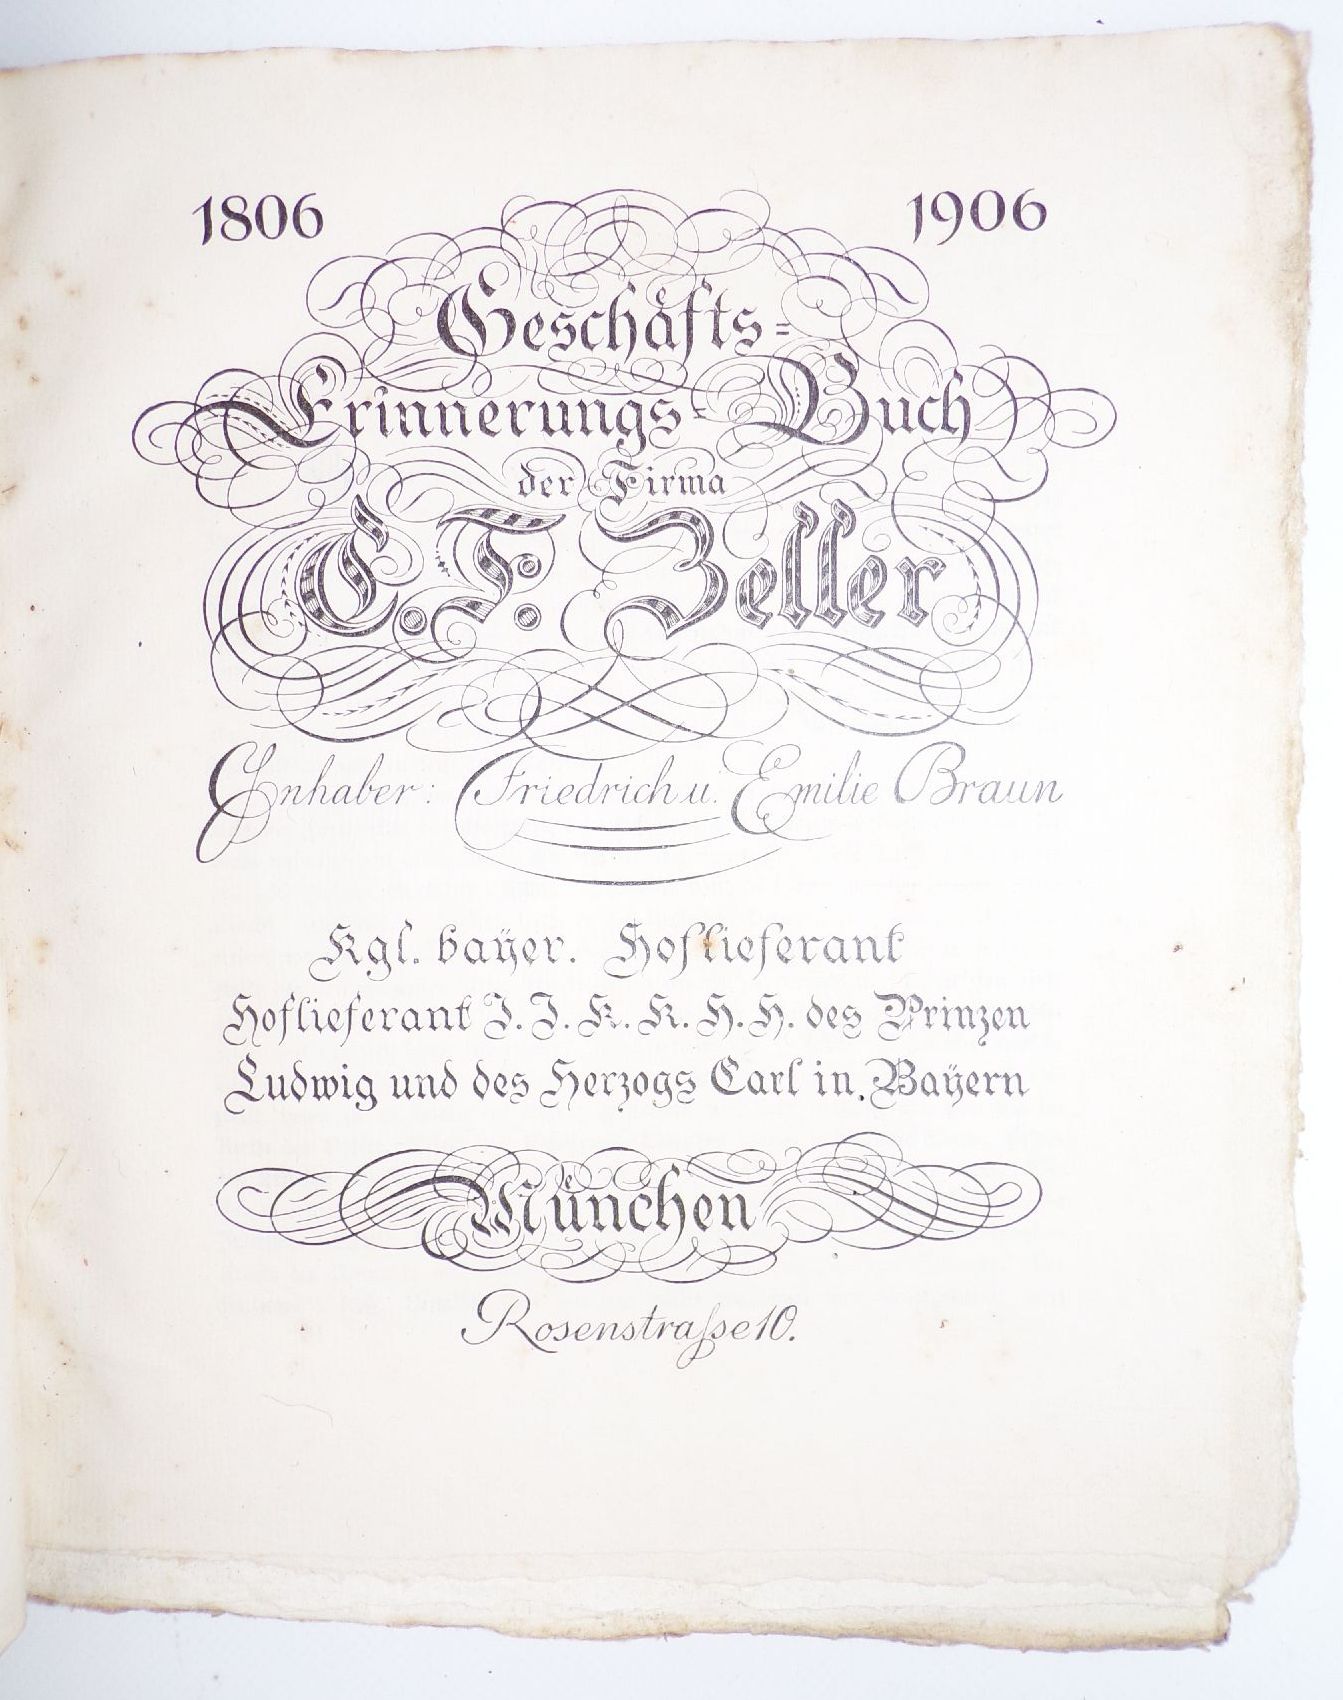 1806 1906
Geschäfts=
Erinnerungs=Buch
der Firma
C. F. Zeller
Inhaber: Friedrich u. Emilie Braun
Kgl. bayer. Hoflieferant
Hoflieferant I. I. K. K. H. H. des Prinzen
Ludwig und des Herzogs Carl in Bayern
München
Rosenstraße 10.